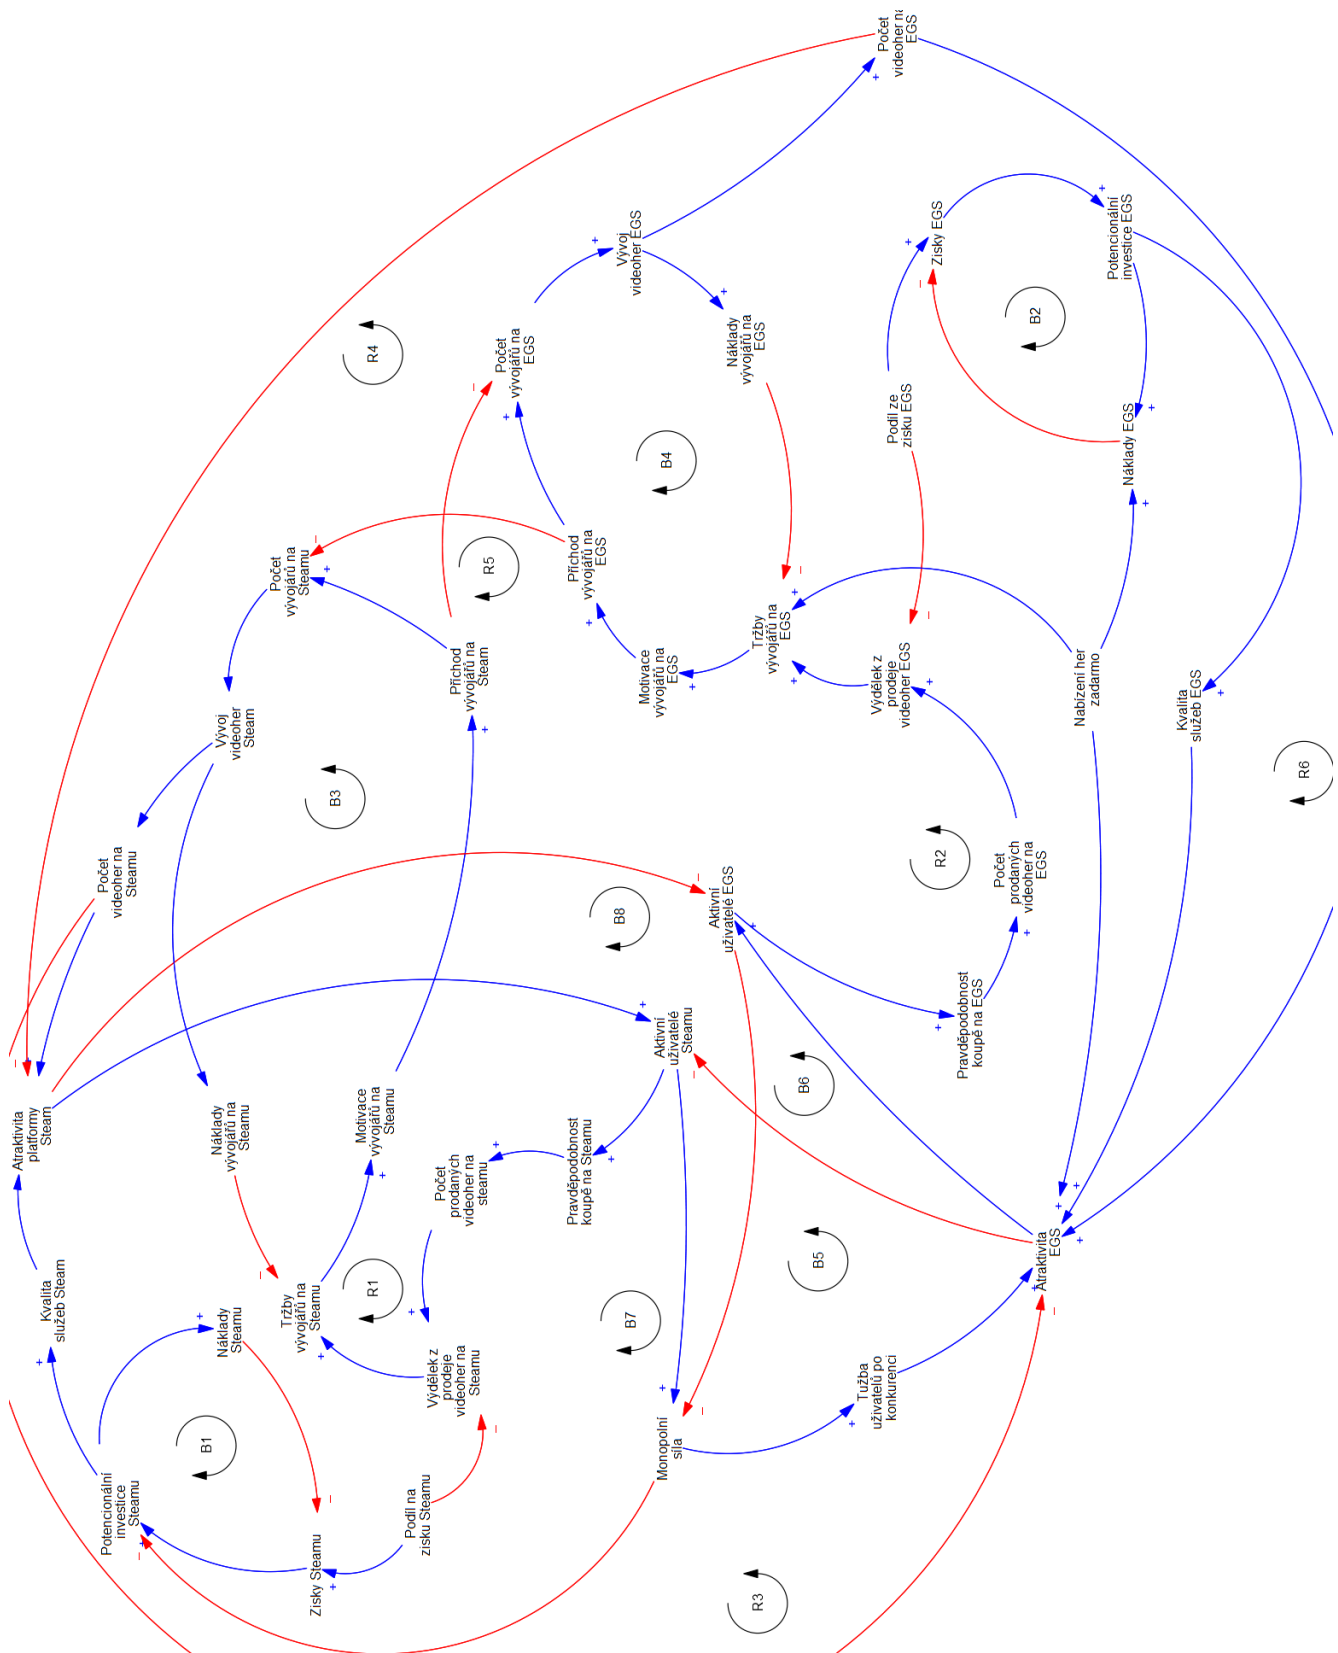 Počet
videoher na
EGS
Zisky EGS
Potencionální
investice EGS
B2
Vývoj
videoher EGS
R4
Počet
vývojářů na
EGS
Náklady
vývojářů na
EGS
Podíl ze
zisku EGS
Náklady EGS
B4
Příchod
vývojářů na
EGS
R5
Počet
vývojářů na
Steamu
Příchod
vývojářů na
Steam
Motivace
vývojářů na
EGS
Tržby
vývojářů na
EGS
Výdělek z
prodeje
videoher EGS
Nabízení her
zadarmo
Kvalita
služeb EGS
R6
Vývoj
videoher
Steam
B3
Počet
videoher na
Steamu
B8
Aktivní
uživatelé EGS
R2
Počet
prodaných
videoher na
EGS
Pravděpodobnost
koupě na EGS
Aktivní
uživatelé
Steamu
B6
Atraktivita
platformy
Steam
Náklady
vývojářů na
Steamu
Motivace
vývojářů na
Steamu
Počet
prodaných
videoher na
steamu
Pravděpodobnost
koupě na Steamu
B5
Atraktivita
EGS
Kvalita
služeb Steam
Náklady
Steamu
Tržby
vývojářů na
Steamu
R1
B7
Výdělek z
prodeje
videoher na
Steamu
Tužba
uživatelů po
konkurenci
B1
Monopolní
síla
Potencionální
investice
Steamu
Podíl na
zisku Steamu
Zisky Steamu
R3